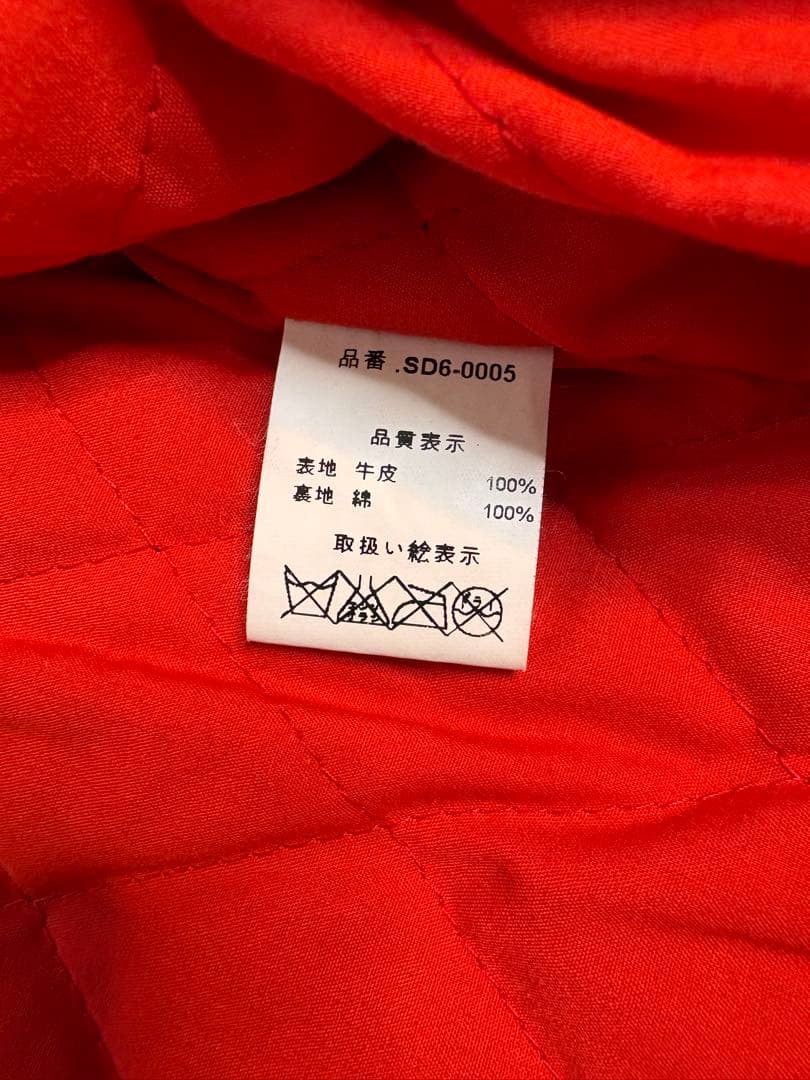 品番 .SD6-0005
品質表示
表地 牛皮 100%
裏地 綿 100%
取扱い絵表示